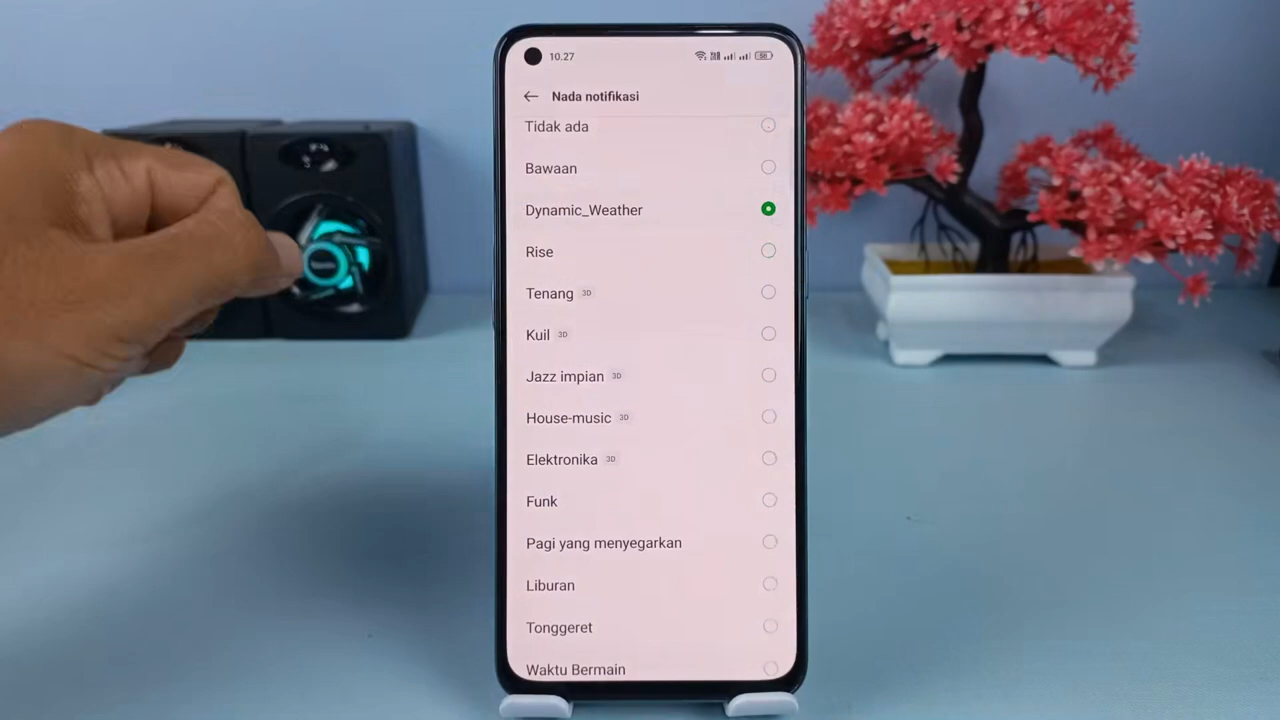 10.27
58
Nada notifikasi
Tidak ada
Bawaan
Dynamic_Weather
Rise
Tenang 3D
Kuil 3D
Jazz impian 3D
House-music 3D
Elektronika 3D
Funk
Pagi yang menyegarkan
Liburan
Tonggeret
Waktu Bermain